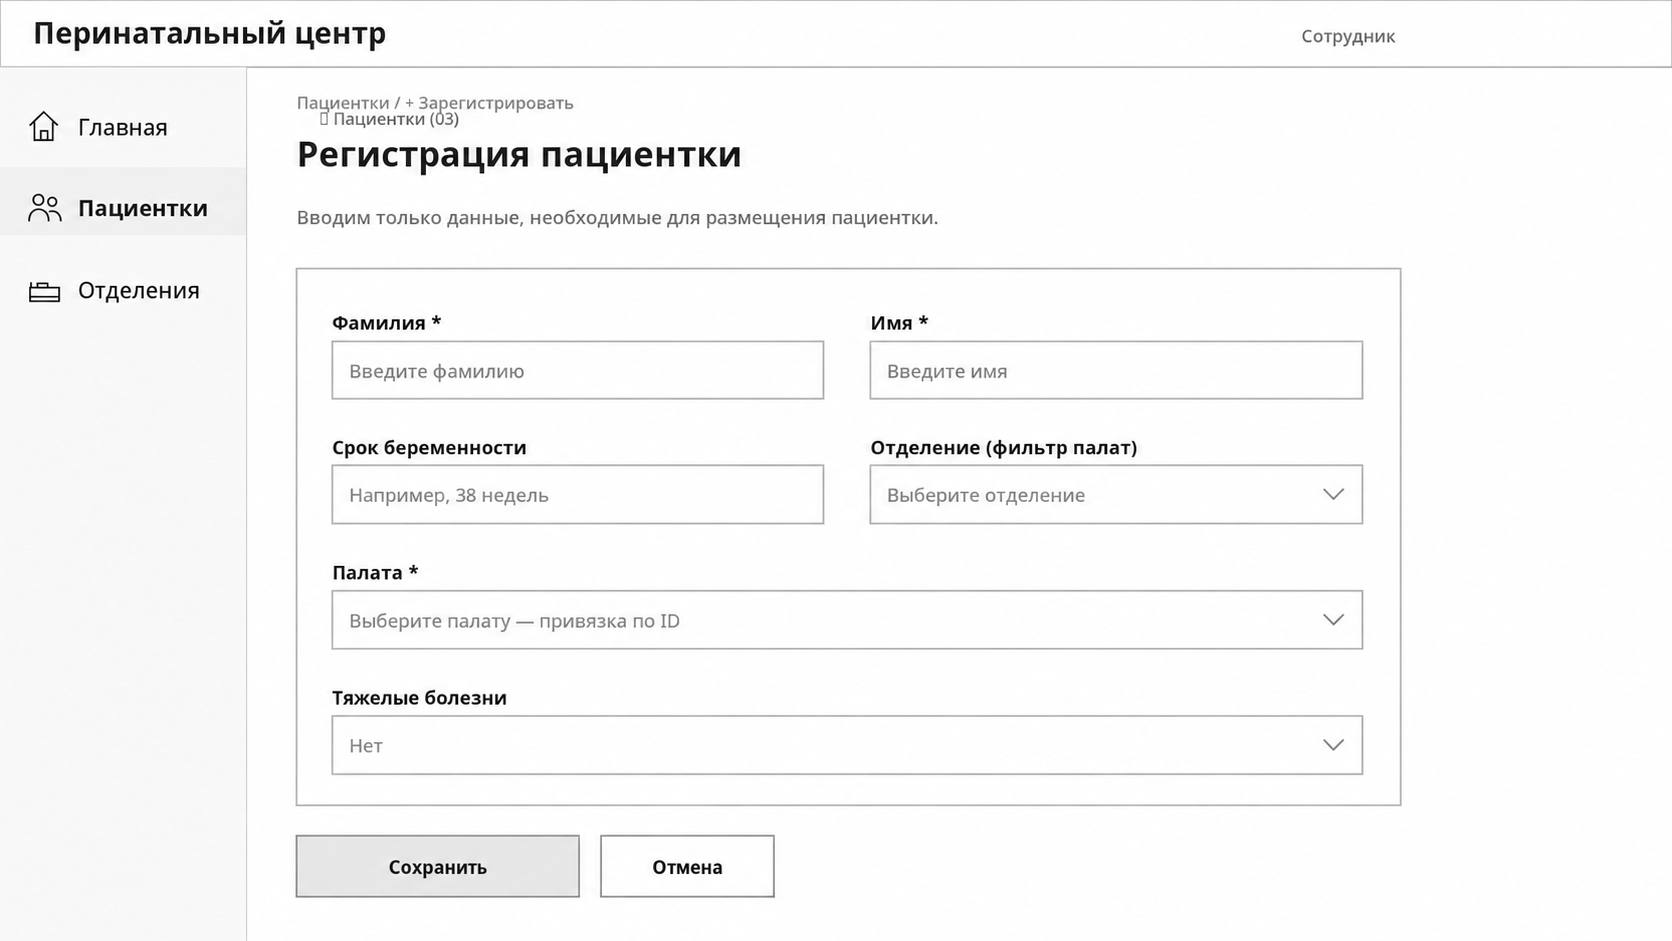 Перинатальный центр
Сотрудник
Главная
Пациентки
Отделения
Пациентки / + Зарегистрировать
Пациентки (03)
Регистрация пациентки
Вводим только данные, необходимые для размещения пациентки.
Фамилия *
Имя *
Введите фамилию
Введите имя
Срок беременности
Отделение (фильтр палат)
Например, 38 недель
Выберите отделение
Палата *
Выберите палату — привязка по ID
Тяжелые болезни
Нет
Сохранить
Отмена